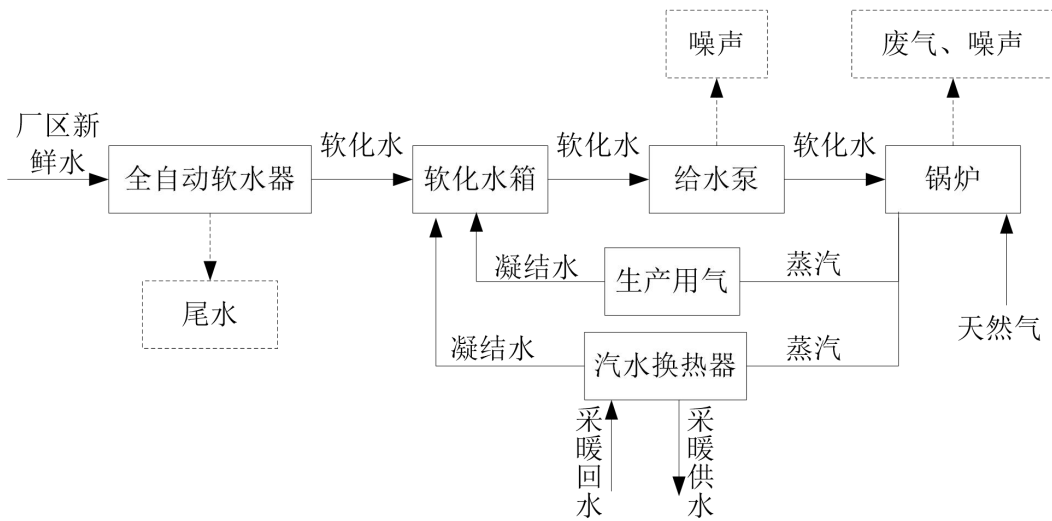 噪声
废气、噪声
厂区新
鲜水
全自动软水器
软化水
软化水箱
软化水
给水泵
软化水
锅炉
凝结水
生产用气
蒸汽
尾水
天然气
凝结水
汽水换热器
蒸汽
采暖回水
采暖供水